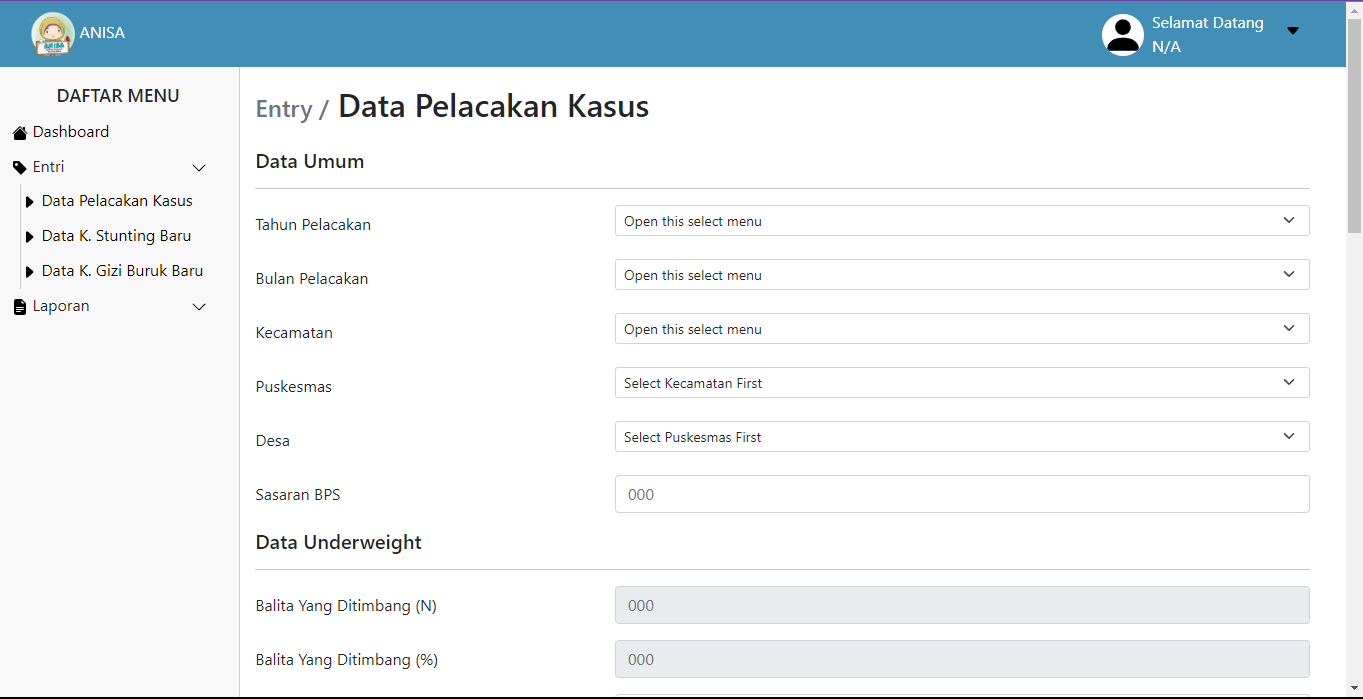 ANISA
Selamat Datang
N/A
DAFTAR MENU
Dashboard
Entri
Data Pelacakan Kasus
Data K. Stunting Baru
Data K. Gizi Buruk Baru
Laporan
Entry / Data Pelacakan Kasus
Data Umum
Tahun Pelacakan Open this select menu
Bulan Pelacakan Open this select menu
Kecamatan Open this select menu
Puskesmas Select Kecamatan First
Desa Select Puskesmas First
Sasaran BPS 000
Data Underweight
Balita Yang Ditimbang (N) 000
Balita Yang Ditimbang (%) 000